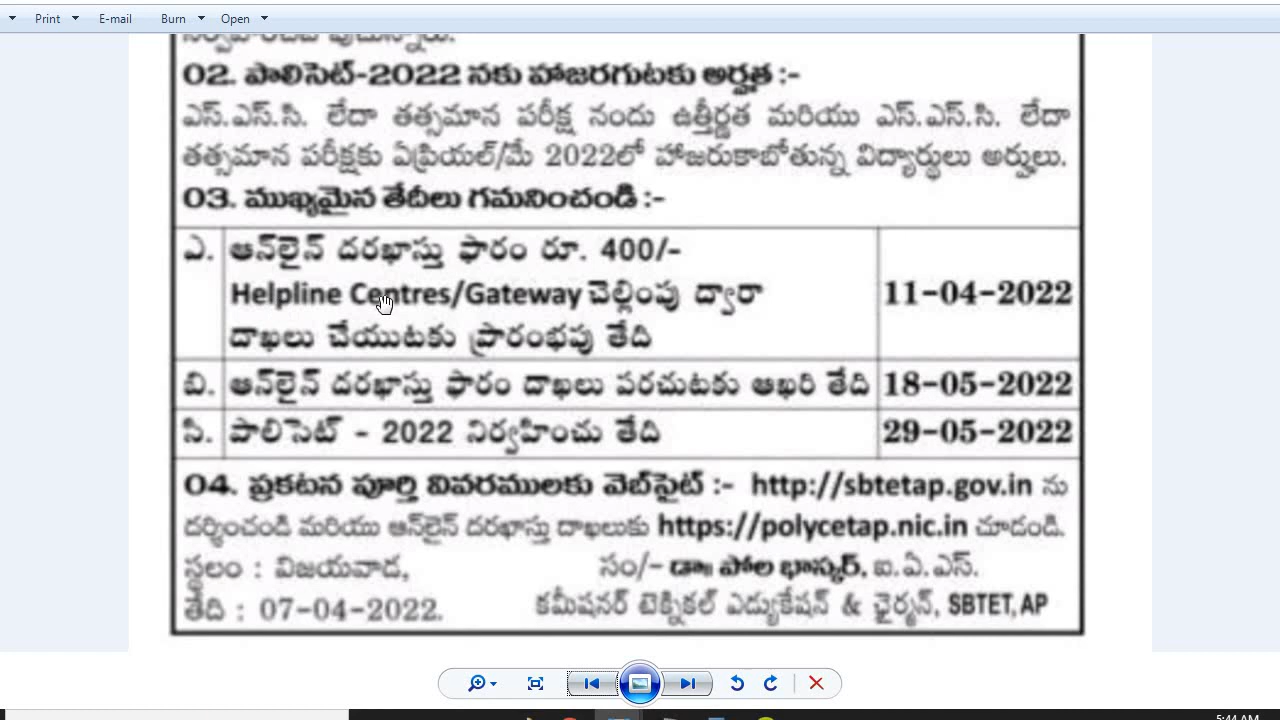 Print E-mail Burn Open
02. పాలిసెట్-2022 నకు హాజరగుటకు అర్హత :-
ఎస్.ఎస్.సి. లేదా తత్సమాన పరీక్ష నందు ఉత్తీర్ణత మరియు ఎస్.ఎస్.సి. లేదా
తత్సమాన పరీక్షకు ఏప్రియల్/మే 2022లో హాజరుకాబోతున్న విద్యార్థులు అర్హులు.
03. ముఖ్యమైన తేదీలు గమనించండి :-
ఎ. ఆన్‌లైన్ దరఖాస్తు ఫారం రూ. 400/-
Helpline Centres/Gateway చెల్లింపు ద్వారా 11-04-2022
దాఖలు చేయుటకు ప్రారంభపు తేది
బి. ఆన్‌లైన్ దరఖాస్తు ఫారం దాఖలు పరచుటకు ఆఖరి తేది 18-05-2022
సి. పాలిసెట్ - 2022 నిర్వహించు తేది 29-05-2022
04. ప్రకటన పూర్తి వివరములకు వెబ్‌సైట్ :- http://sbtetap.gov.in ను
దర్శించండి మరియు ఆన్‌లైన్ దరఖాస్తు దాఖలుకు https://polycetap.nic.in చూడండి.
స్థలం : విజయవాడ, సం/- డా॥ పోల భాస్కర్, ఐ.ఏ.ఎస్.
తేది : 07-04-2022. కమీషనర్ టెక్నికల్ ఎడ్యుకేషన్ & ఛైర్మన్, SBTET, AP
5:44 AM